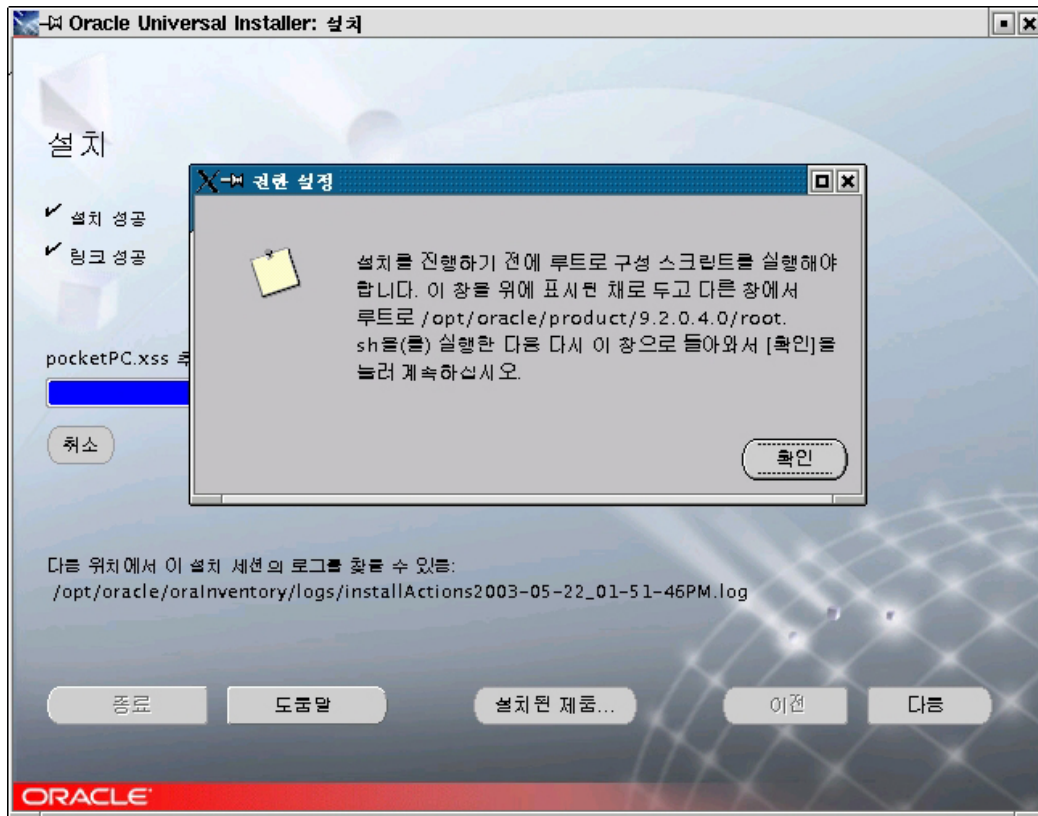 Oracle Universal Installer: 설치
설치
✔ 설치 성공
✔ 링크 성공
pocketPC.xss
취소
권한 설정
설치를 진행하기 전에 루트로 구성 스크립트를 실행해야
합니다. 이 창을 위에 표시된 채로 두고 다른 창에서
루트로 /opt/oracle/product/9.2.0.4.0/root.
sh을(를) 실행한 다음 다시 이 창으로 돌아와서 [확인]을
눌러 계속하십시오.
확인
다음 위치에서 이 설치 세션의 로그를 찾을 수 있음:
/opt/oracle/oraInventory/logs/installActions2003-05-22_01-51-46PM.log
종료
도움말
설치된 제품...
이전
다음
ORACLE